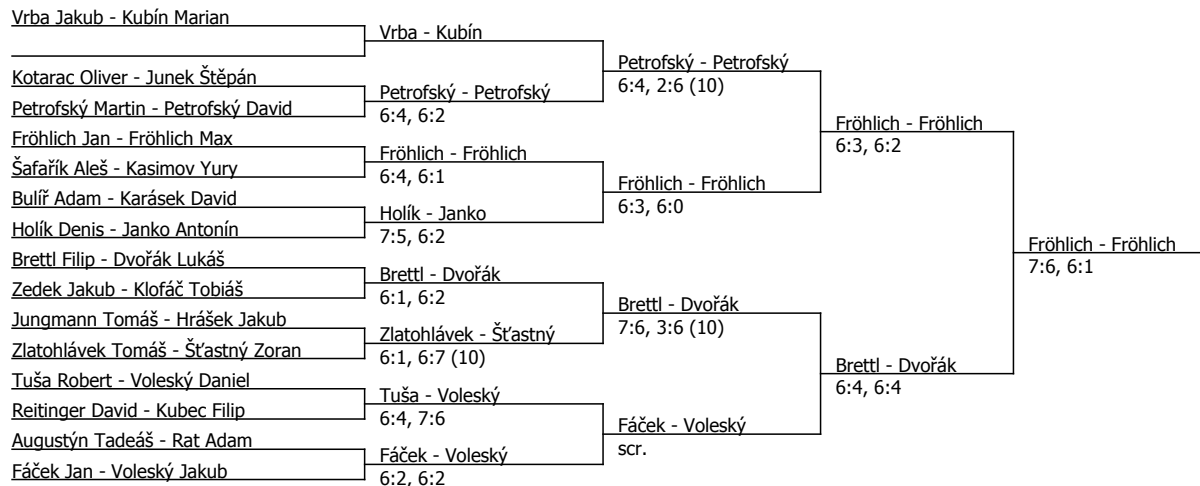 Vrba Jakub - Kubín Marian
Kotarac Oliver - Junek Štěpán
Petrofský Martin - Petrofský David
Fröhlich Jan - Fröhlich Max
Šafařík Aleš - Kasimov Yury
Bulíř Adam - Karásek David
Holík Denis - Janko Antonín
Brettl Filip - Dvořák Lukáš
Zedek Jakub - Klofáč Tobiáš
Jungmann Tomáš - Hrášek Jakub
Zlatohlávek Tomáš - Šťastný Zoran
Tuša Robert - Voleský Daniel
Reitinger David - Kubec Filip
Augustýn Tadeáš - Rat Adam
Fáček Jan - Voleský Jakub
Vrba - Kubín
Petrofský - Petrofský
6:4, 6:2
Fröhlich - Fröhlich
6:4, 6:1
Holík - Janko
7:5, 6:2
Brettl - Dvořák
6:1, 6:2
Zlatohlávek - Šťastný
6:1, 6:7 (10)
Tuša - Voleský
6:4, 7:6
Fáček - Voleský
6:2, 6:2
Petrofský - Petrofský
6:4, 2:6 (10)
Fröhlich - Fröhlich
6:3, 6:0
Brettl - Dvořák
7:6, 3:6 (10)
Fáček - Voleský
scr.
Fröhlich - Fröhlich
6:3, 6:2
Brettl - Dvořák
6:4, 6:4
Fröhlich - Fröhlich
7:6, 6:1